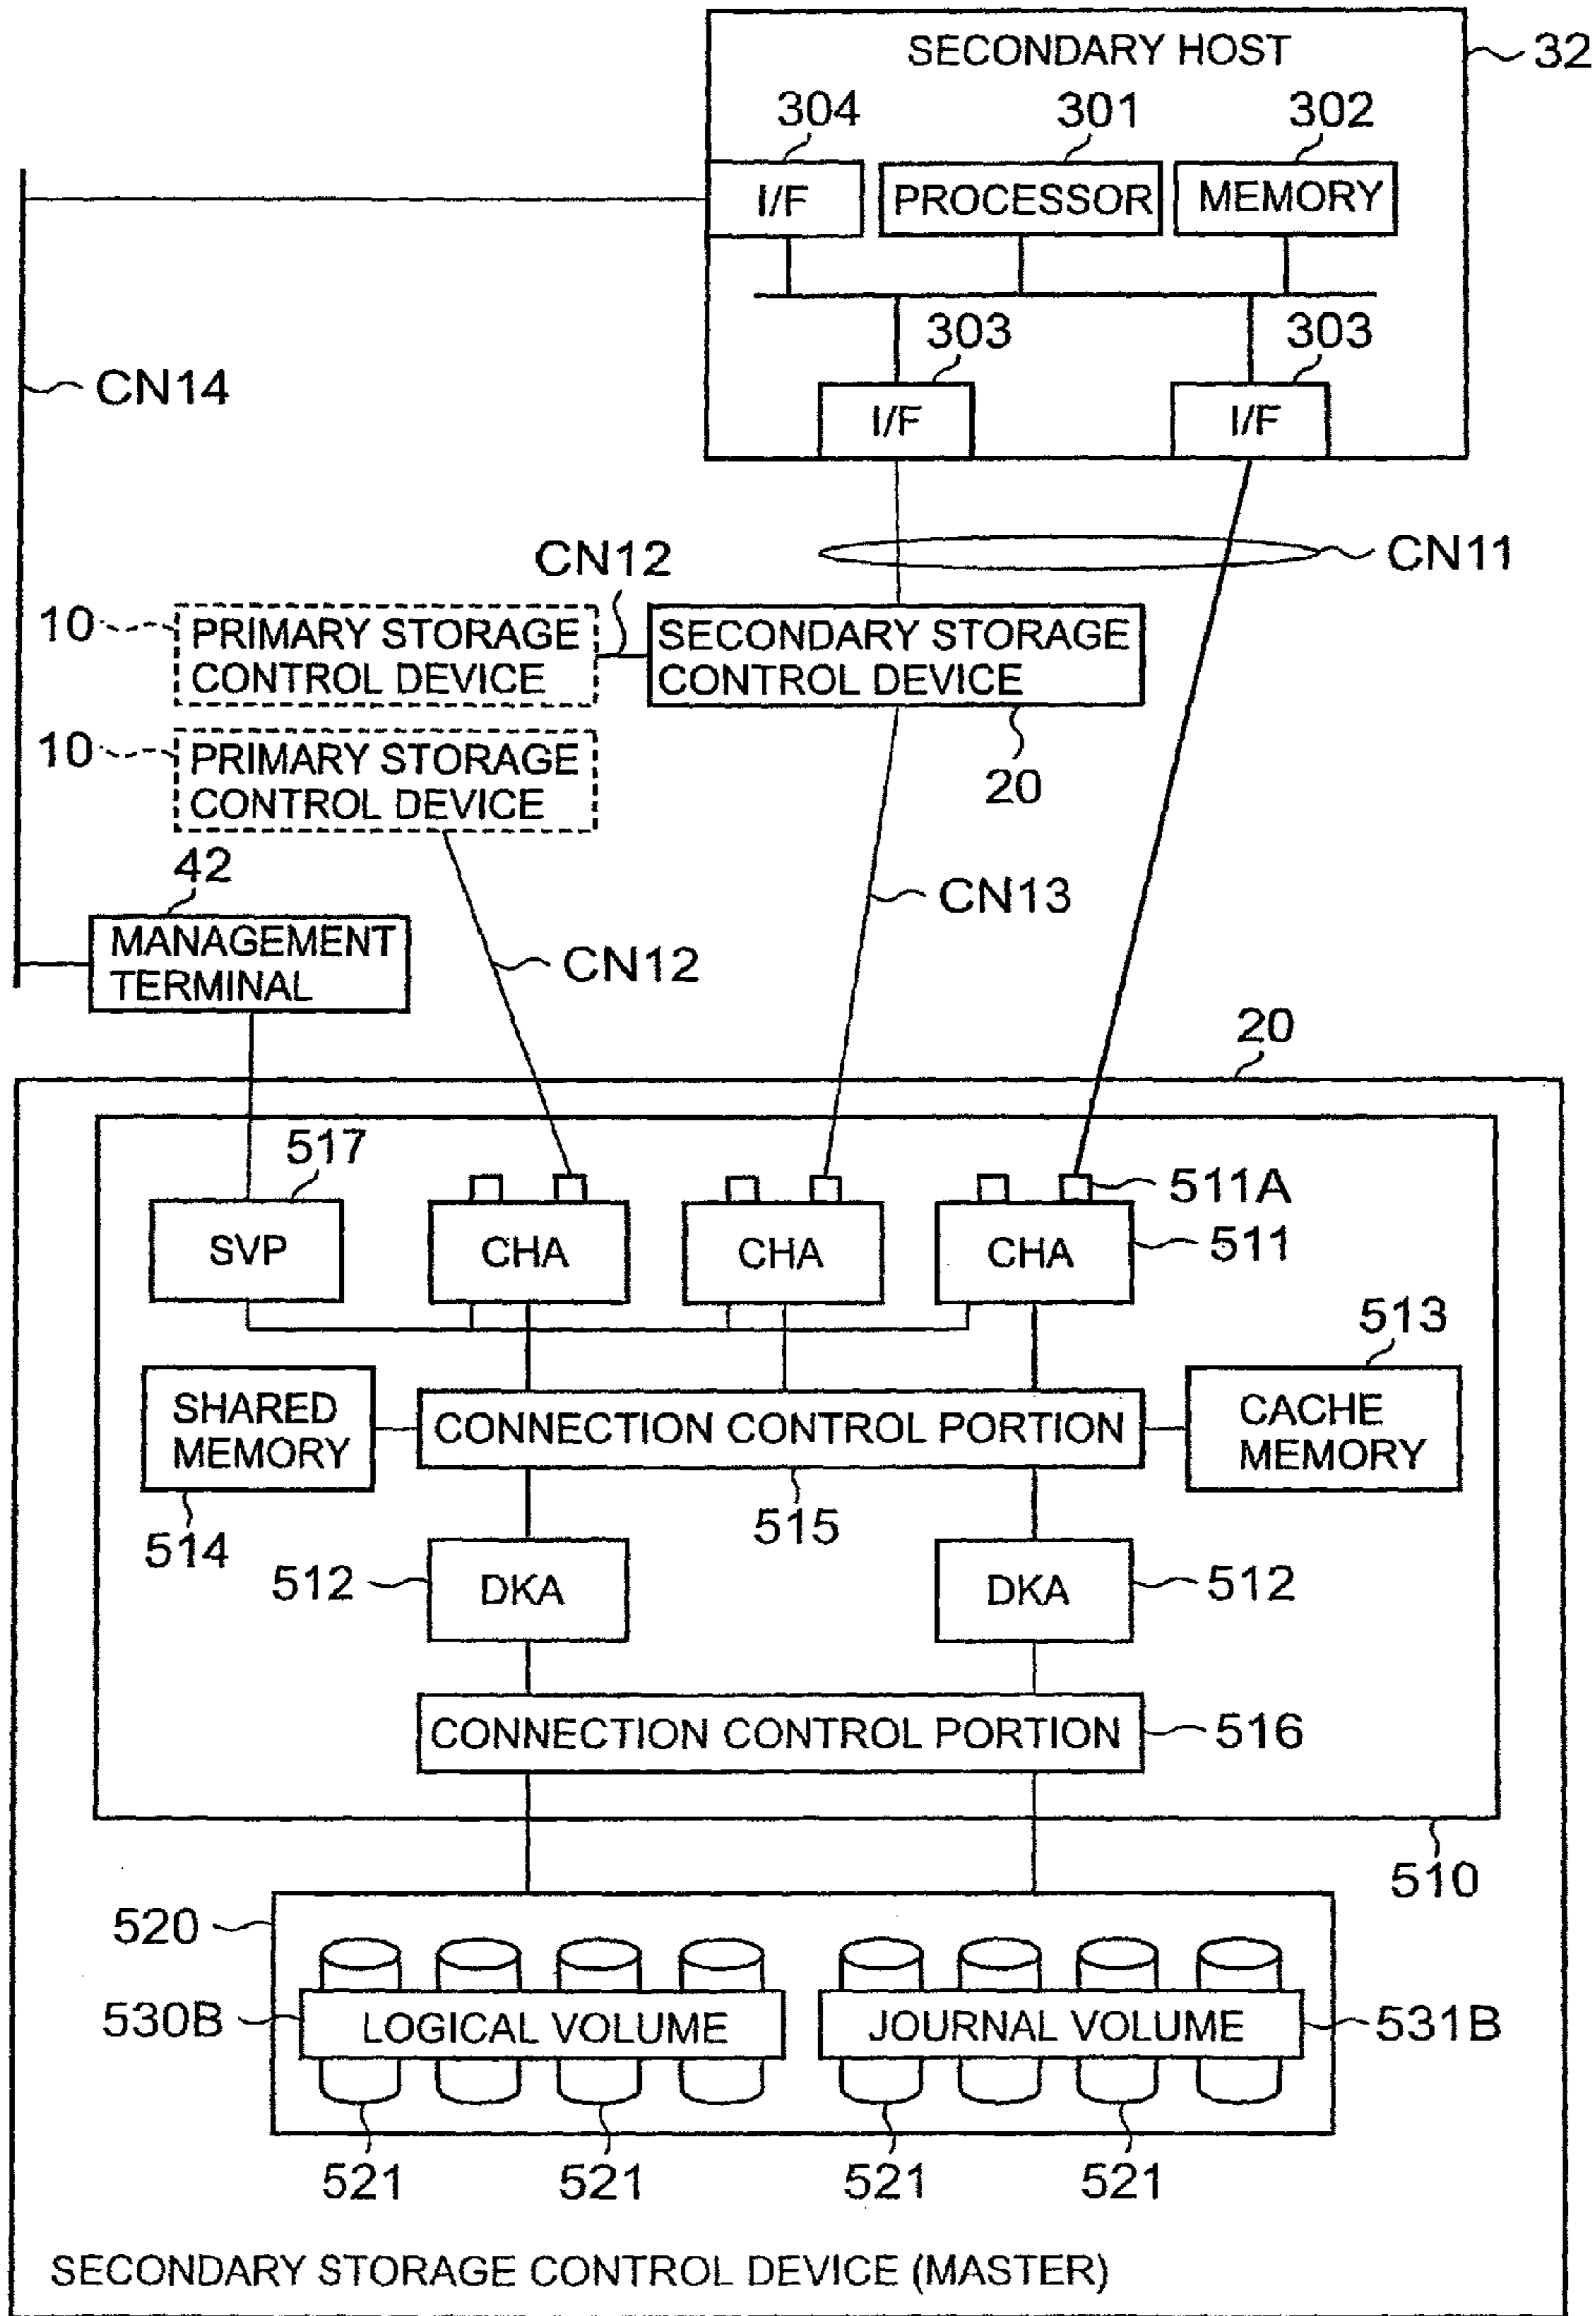 SECONDARY HOST
32
304
301
302
I/F
PROCESSOR
MEMORY
303
303
CN14
I/F
I/F
CN12
CN11
10
PRIMARY STORAGE
CONTROL DEVICE
SECONDARY STORAGE
CONTROL DEVICE
10
PRIMARY STORAGE
CONTROL DEVICE
20
42
CN13
MANAGEMENT
TERMINAL
CN12
20
517
511A
SVP
CHA
CHA
CHA
511
513
SHARED
MEMORY
CONNECTION CONTROL PORTION
CACHE
MEMORY
514
515
512
DKA
DKA
512
CONNECTION CONTROL PORTION
516
510
520
530B
LOGICAL VOLUME
JOURNAL VOLUME
531B
521
521
521
521
SECONDARY STORAGE CONTROL DEVICE (MASTER)